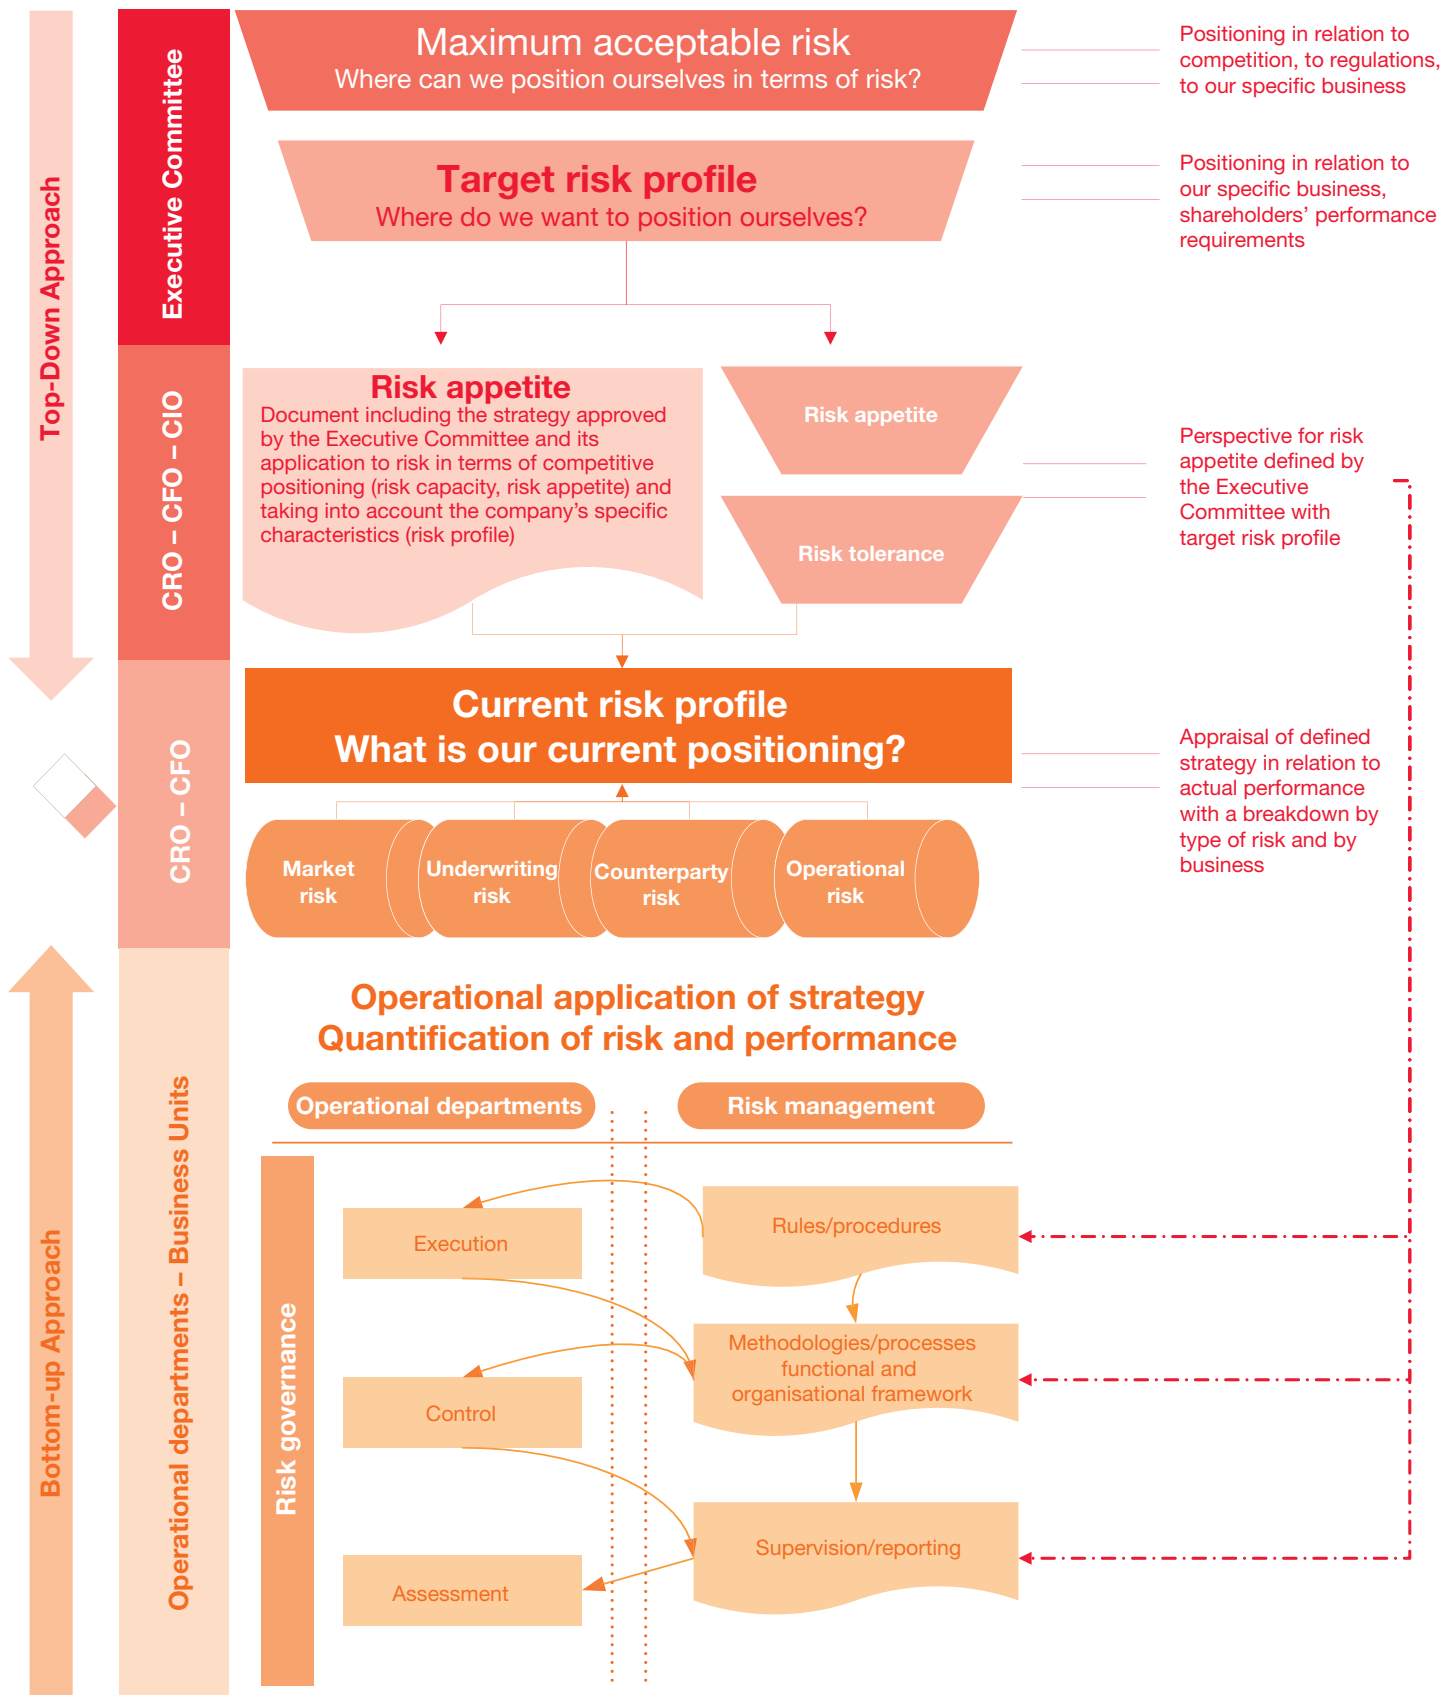 Top-Down Approach
Bottom-up Approach
Executive Committee
CRO – CFO – CIO
CRO – CFO
Operational departments – Business Units
Maximum acceptable risk
Where can we position ourselves in terms of risk?
Positioning in relation to
competition, to regulations,
to our specific business
Target risk profile
Where do we want to position ourselves?
Positioning in relation to
our specific business,
shareholders’ performance
requirements
Risk appetite
Document including the strategy approved
by the Executive Committee and its
application to risk in terms of competitive
positioning (risk capacity, risk appetite) and
taking into account the company’s specific
characteristics (risk profile)
Risk appetite
Risk tolerance
Perspective for risk
appetite defined by
the Executive
Committee with
target risk profile
Current risk profile
What is our current positioning?
Appraisal of defined
strategy in relation to
actual performance
with a breakdown by
type of risk and by
business
Market
risk
Underwriting
risk
Counterparty
risk
Operational
risk
Operational application of strategy
Quantification of risk and performance
Operational departments
Risk management
Risk governance
Execution
Rules/procedures
Methodologies/processes
functional and
organisational framework
Control
Supervision/reporting
Assessment